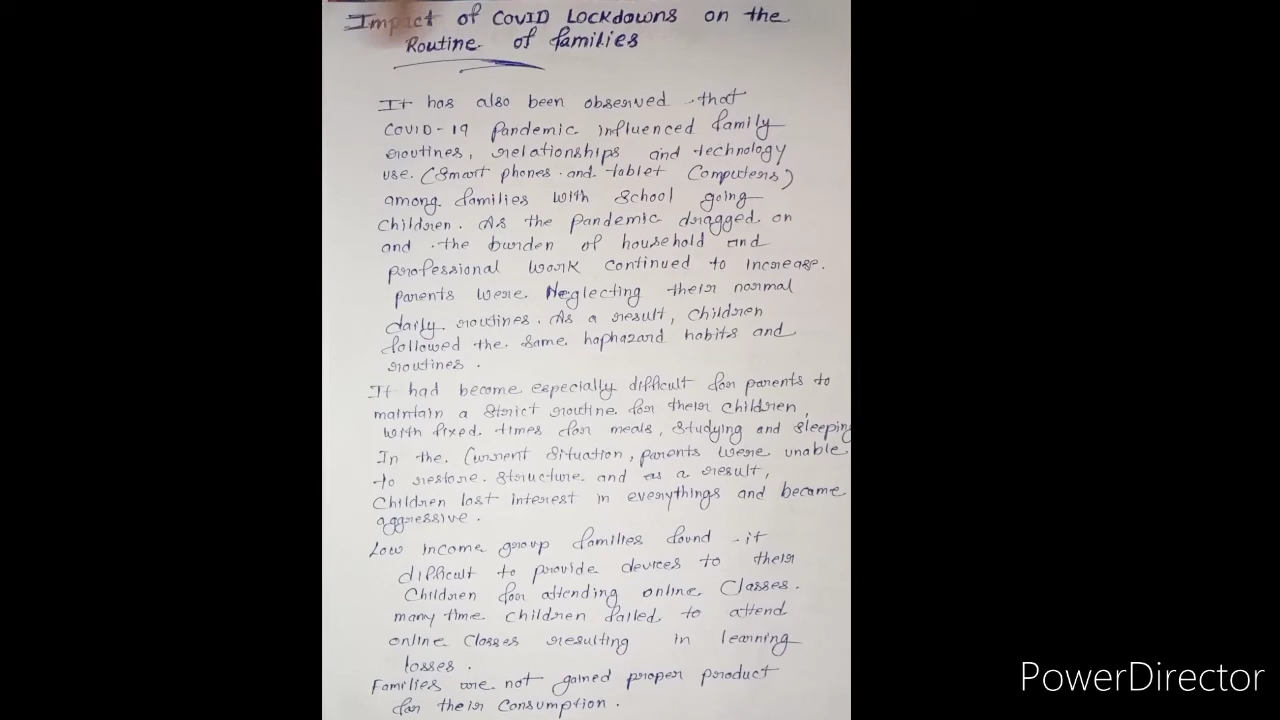 Impact of COVID Lockdowns on the
Routine of families
It has also been observed that
COVID-19 Pandemic influenced family
routines, relationships and technology
use. (Smart phones and tablet Computers)
among families with School going
Children. As the pandemic dragged on
and the burden of household and
professional work continued to increase.
parents were Neglecting their normal
daily routines. As a result, children
followed the same haphazard habits and
routines.
It had become especially difficult for parents to
maintain a strict routine for their children,
with fixed times for meals, studying and sleeping
In the Current Situation, parents were unable
to restore structure and as a result,
Children lost interest in everythings and became
aggressive.
Low income group families found it
difficult to provide devices to their
Children for attending online Classes.
many time children failed to attend
online Classes resulting in learning
losses.
Families are not gained proper product
for their Consumption.
PowerDirector